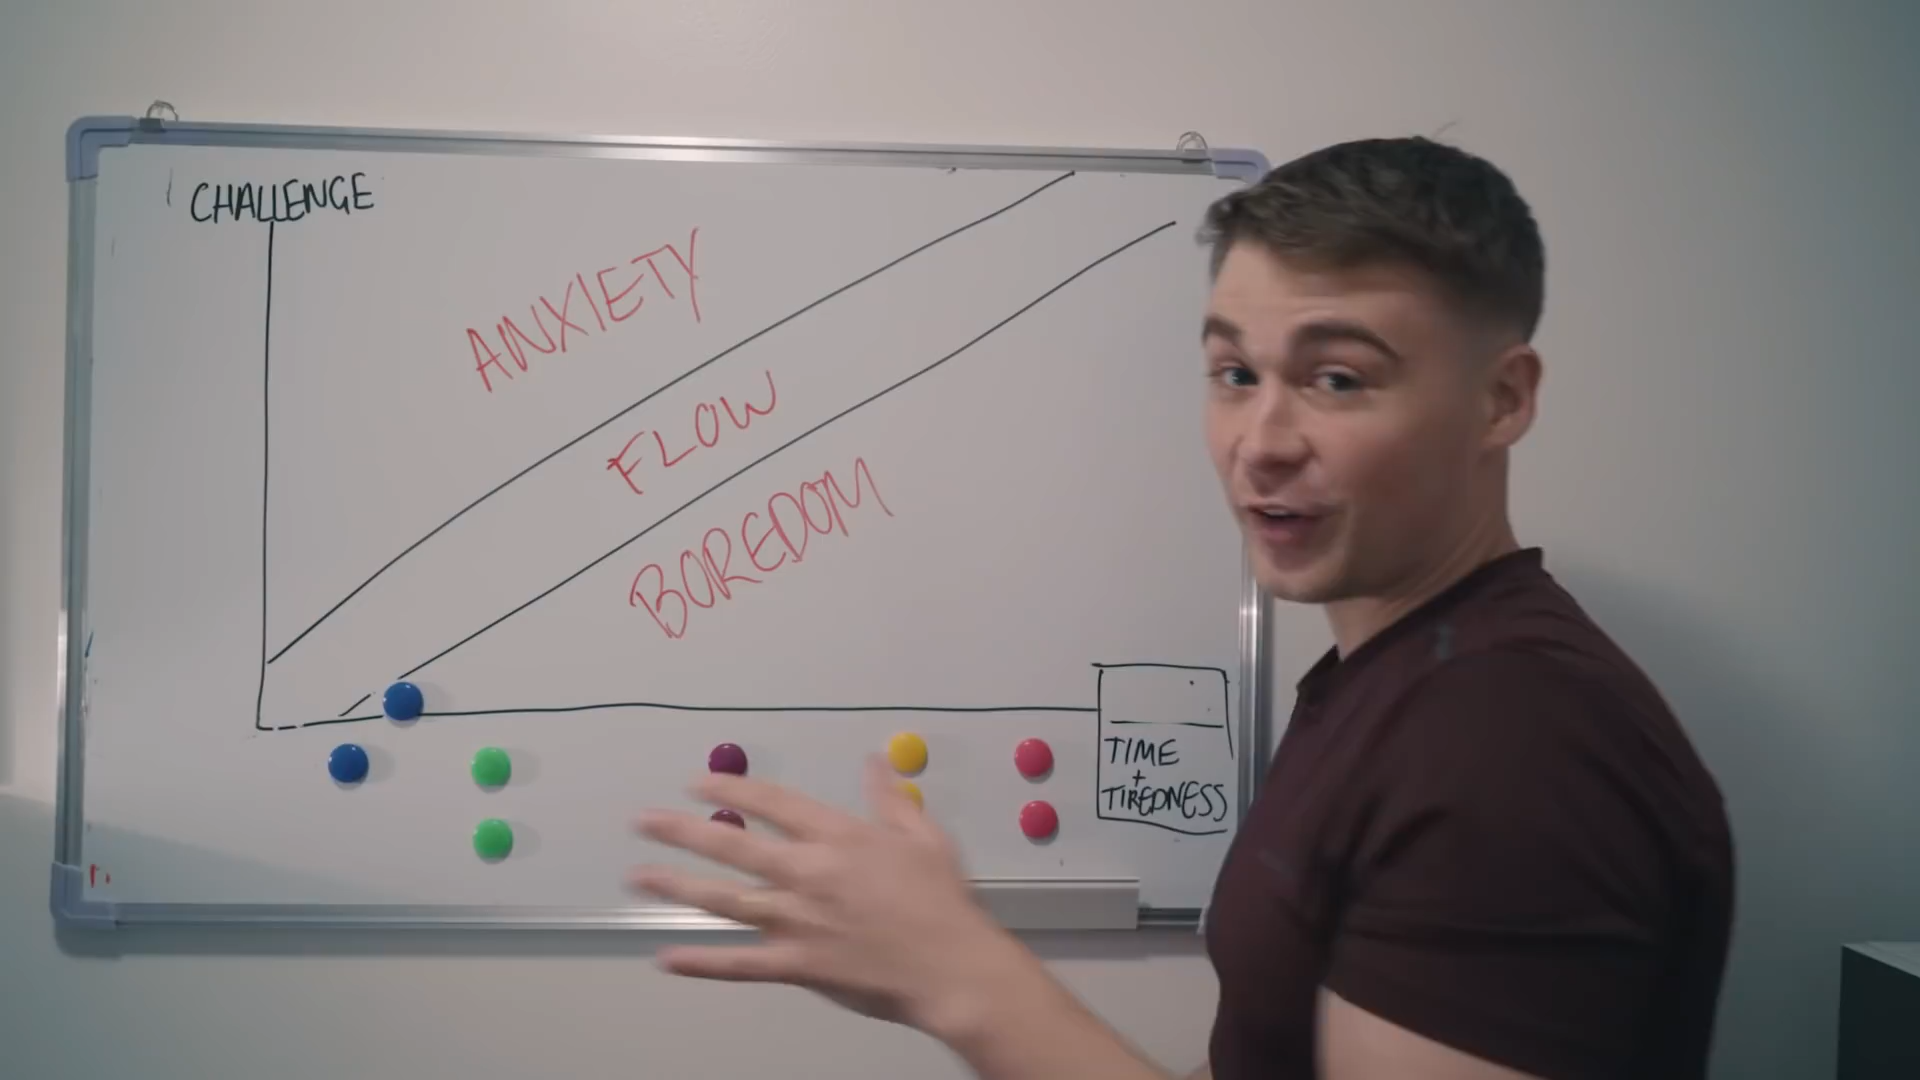 CHALLENGE
ANXIETY
FLOW
BOREDOM
TIME
+
TIREDNESS